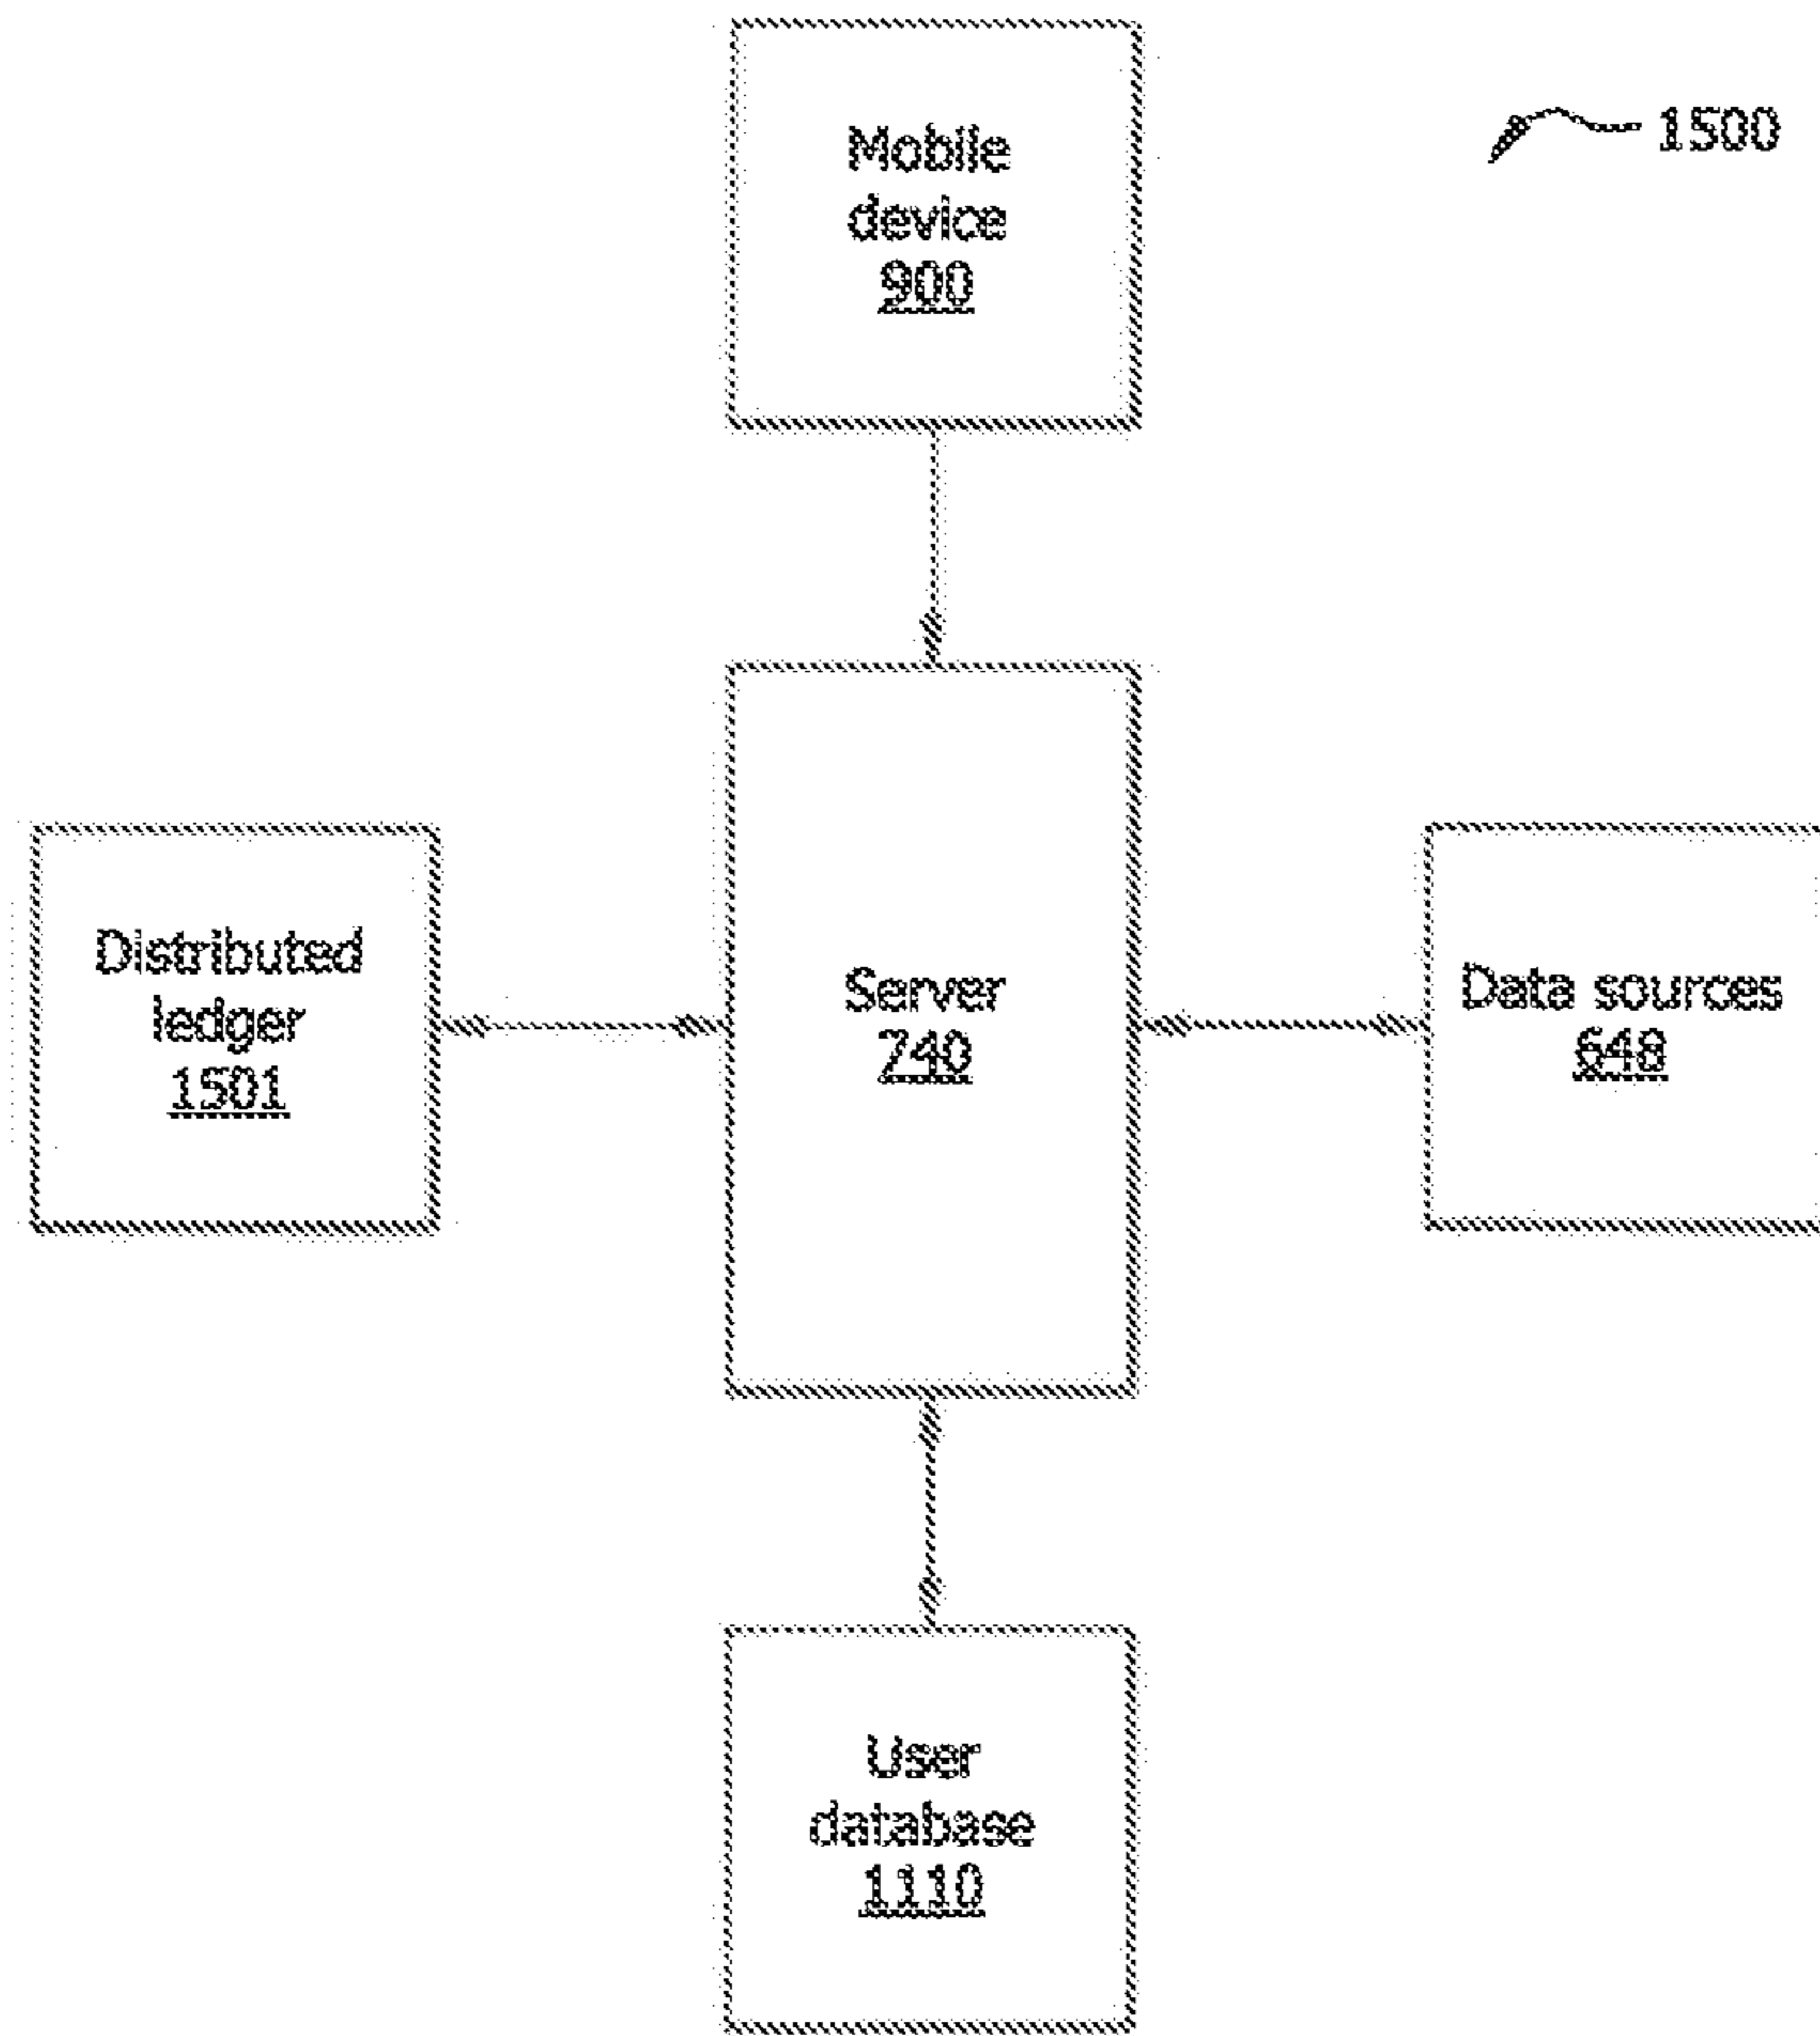 Mobile
device
900
1500
Distributed
ledger
1501
Server
740
Data sources
648
User
database
1110